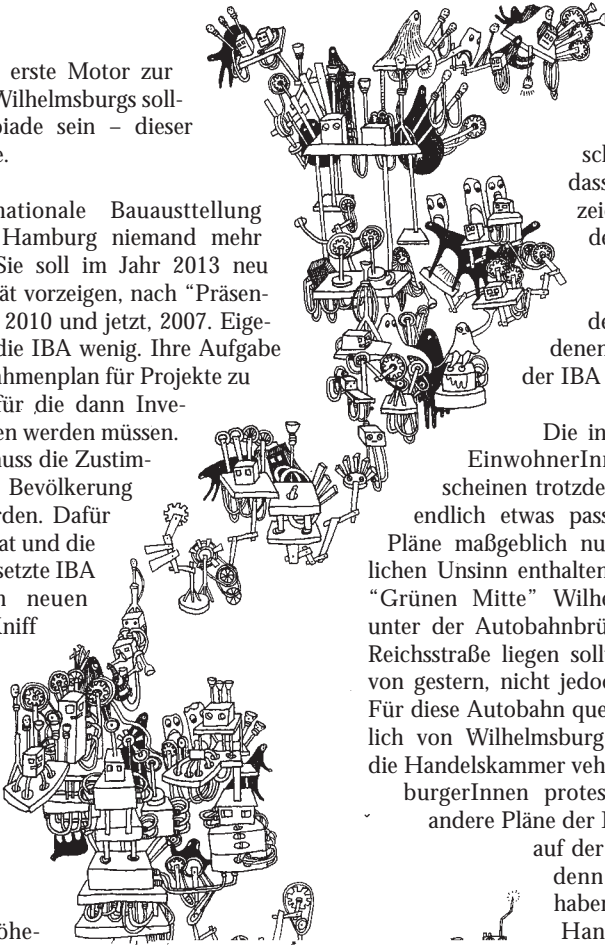 erste Motor zur
Wilhelmsburgs soll-
piade sein – dieser
e.
nationale Bauausttellung
Hamburg niemand mehr
Sie soll im Jahr 2013 neu
ät vorzeigen, nach “Präsen-
2010 und jetzt, 2007. Eige-
die IBA wenig. Ihre Aufgabe
ahmenplan für Projekte zu
für die dann Inve-
en werden müssen.
nuss die Zustim-
Bevölkerung
rden. Dafür
at und die
setzte IBA
n neuen
Kniff
öhe-
sch
dass
zeic
de
de
denen
der IBA
Die in
EinwohnerInn
scheinen trotzde
endlich etwas pass
Pläne maßgeblich nu
lichen Unsinn enthalten
“Grünen Mitte” Wilhe
unter der Autobahnbrü
Reichsstraße liegen sollt
von gestern, nicht jedoc
Für diese Autobahn que
lich von Wilhelmsburg
die Handelskammer veh
burgerInnen protes
andere Pläne der I
auf der
denn
haben
Han